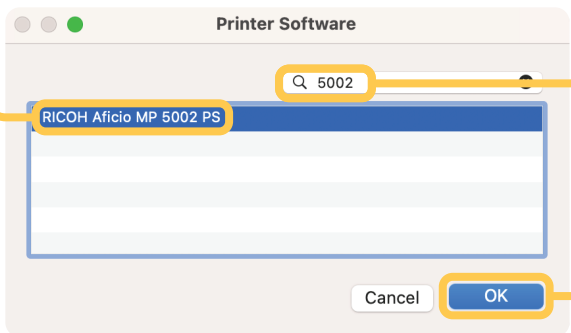 Printer Software
5002
RICOH Aficio MP 5002 PS
Cancel
OK